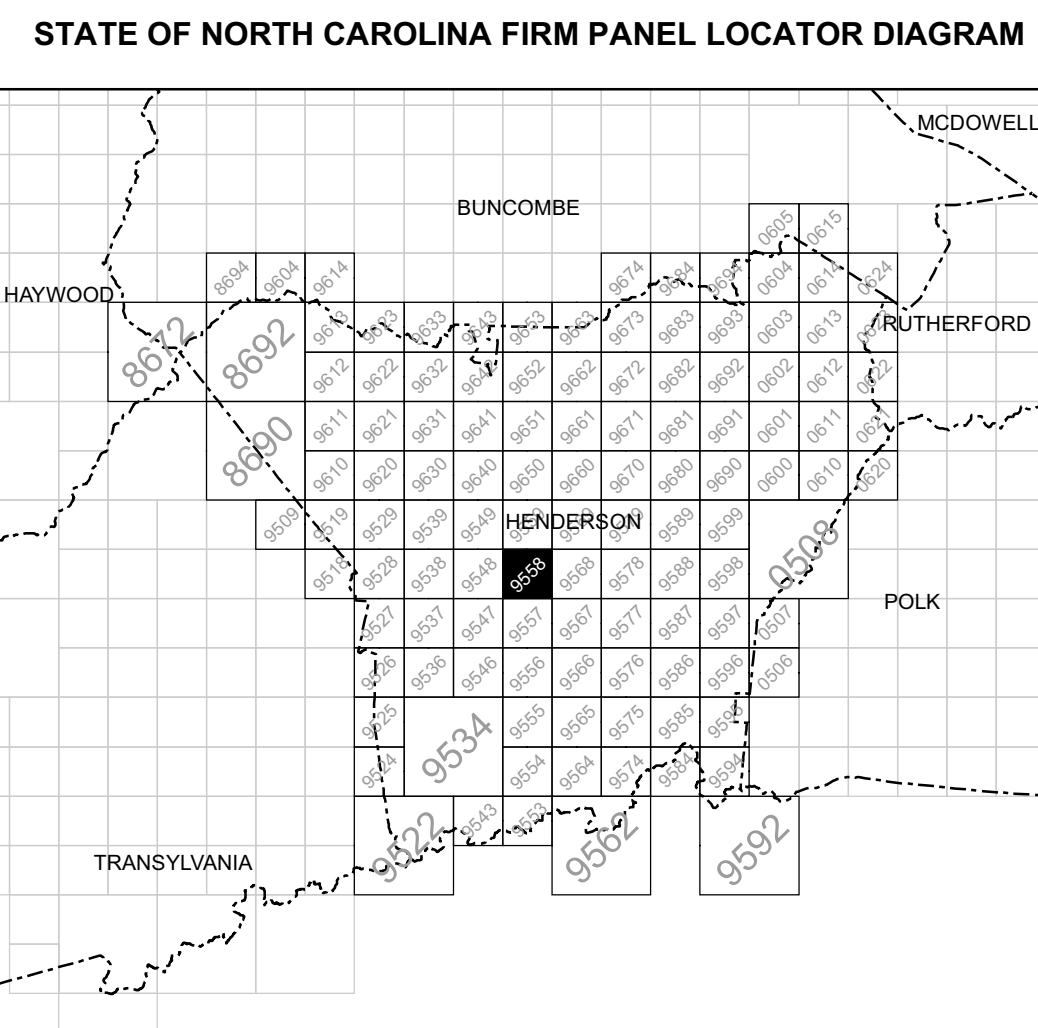 STATE OF NORTH CAROLINA FIRM PANEL LOCATOR DIAGRAM
MCDOWELL
BUNCOMBE
0605 0615
8694 9604 9614 9674 9684 9694 0604 0614 0624
HAYWOOD
8672 8692 9613 9623 9633 9643 9653 9663 9673 9683 9693 0603 0613
RUTHERFORD
9612 9622 9632 9642 9652 9662 9672 9682 9692 0602 0612 0622
8690 9611 9621 9631 9641 9651 9661 9671 9681 9691 0601 0611 0621
9610 9620 9630 9640 9650 9660 9670 9680 9690 0600 0610 0620
9509 9519 9529 9539 9549 9589 9599 0508
HENDERSON
9518 9528 9538 9548 9558 9568 9578 9588 9598
POLK
9527 9537 9547 9557 9567 9577 9587 9597 0507
9526 9536 9546 9556 9566 9576 9586 9596 0506
9525 9534 9555 9565 9575 9585 9595
9524 9554 9564 9574 9584 9594
9522 9543 9553 9562 9592
TRANSYLVANIA